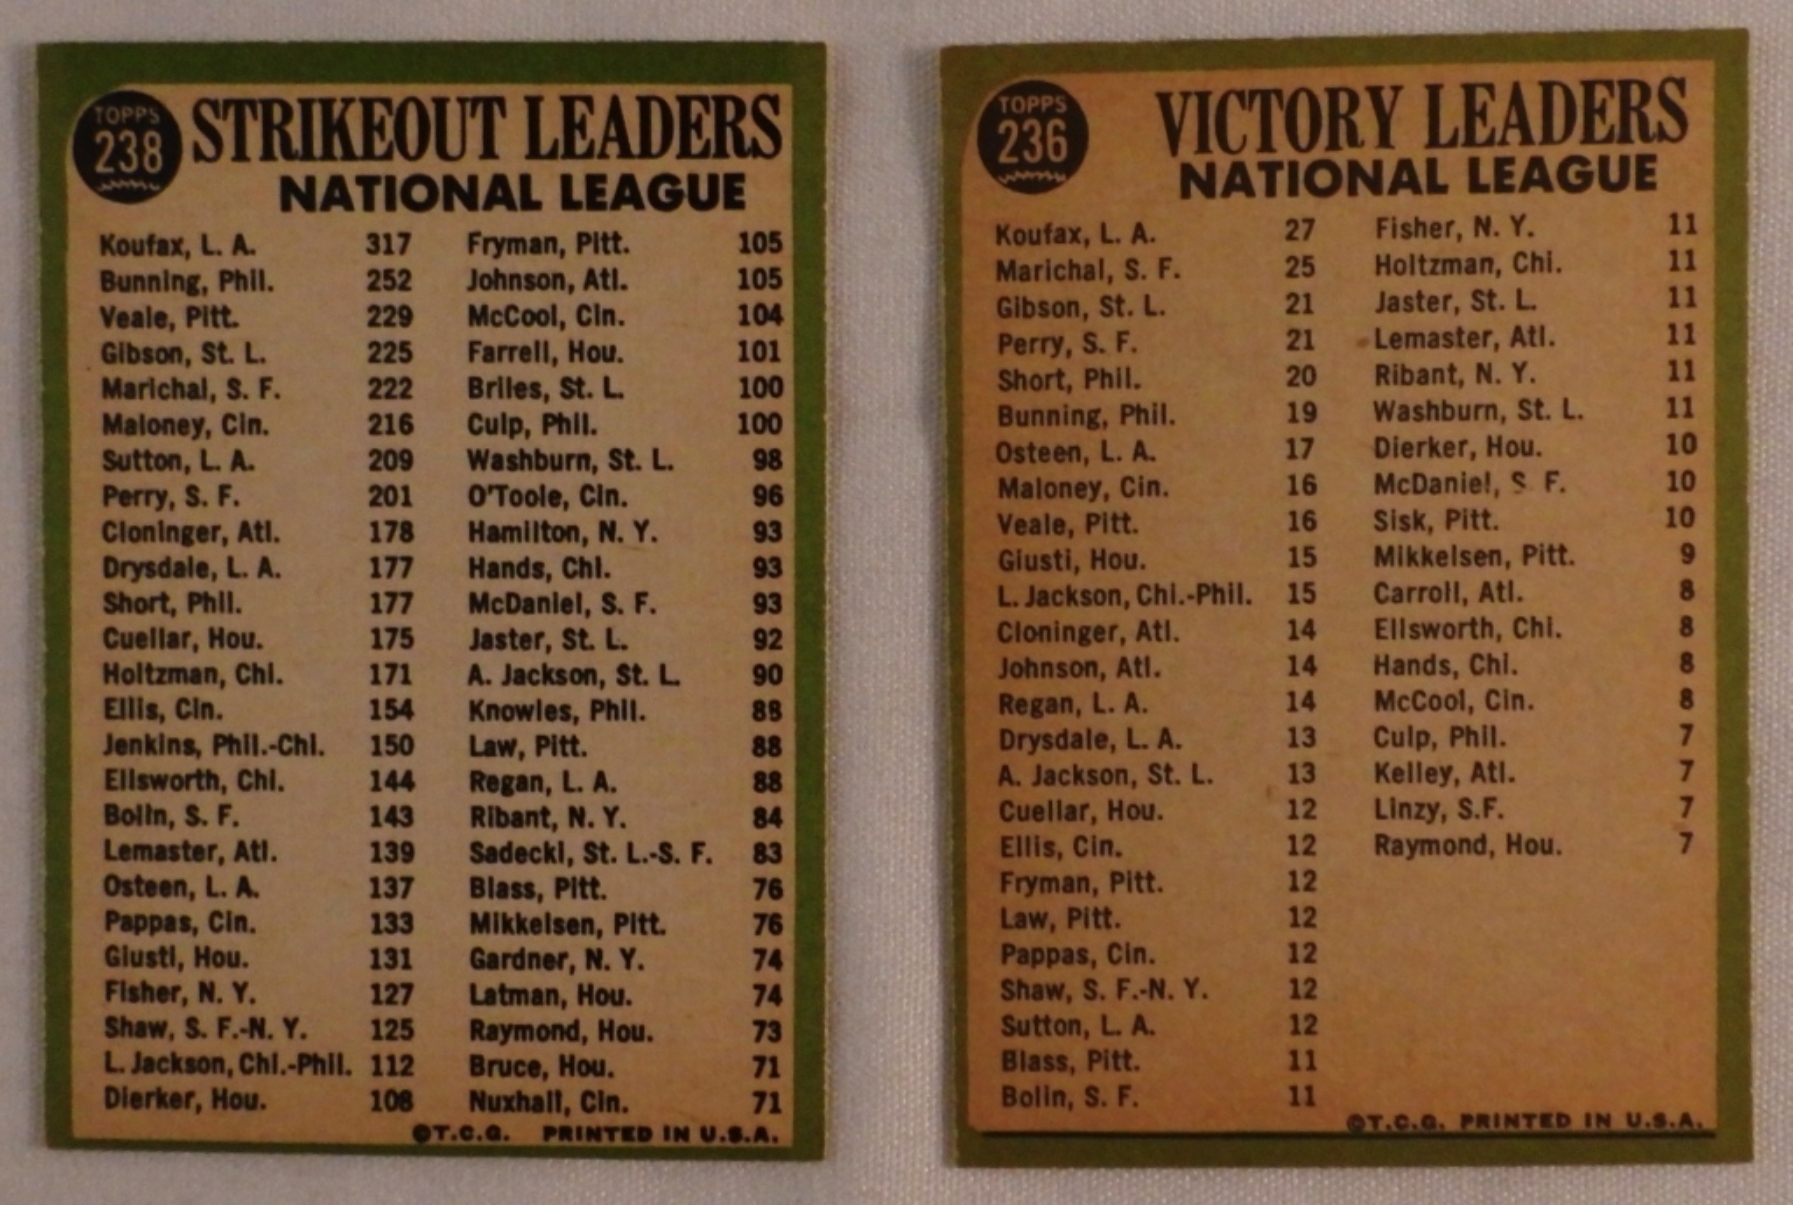 TOPPS
238
STRIKEOUT LEADERS
NATIONAL LEAGUE
Koufax, L. A. 317
Bunning, Phil. 252
Veale, Pitt. 229
Gibson, St. L. 225
Marichal, S. F. 222
Maloney, Cin. 216
Sutton, L. A. 209
Perry, S. F. 201
Cloninger, Atl. 178
Drysdale, L. A. 177
Short, Phil. 177
Cuellar, Hou. 175
Holtzman, Chi. 171
Ellis, Cin. 154
Jenkins, Phil.-Chi. 150
Ellsworth, Chi. 144
Bolin, S. F. 143
Lemaster, Atl. 139
Osteen, L. A. 137
Pappas, Cin. 133
Giusti, Hou. 131
Fisher, N. Y. 127
Shaw, S. F.-N. Y. 125
L. Jackson, Chi.-Phil. 112
Dierker, Hou. 108
Fryman, Pitt. 105
Johnson, Atl. 105
McCool, Cin. 104
Farrell, Hou. 101
Briles, St. L. 100
Culp, Phil. 100
Washburn, St. L. 98
O'Toole, Cin. 96
Hamilton, N. Y. 93
Hands, Chi. 93
McDaniel, S. F. 93
Jaster, St. L. 92
A. Jackson, St. L. 90
Knowles, Phil. 88
Law, Pitt. 88
Regan, L. A. 88
Ribant, N. Y. 84
Sadecki, St. L.-S. F. 83
Blass, Pitt. 76
Mikkelsen, Pitt. 76
Gardner, N. Y. 74
Latman, Hou. 74
Raymond, Hou. 73
Bruce, Hou. 71
Nuxhall, Cin. 71
©T.C.G. PRINTED IN U.S.A.
TOPPS
236
VICTORY LEADERS
NATIONAL LEAGUE
Koufax, L. A. 27
Marichal, S. F. 25
Gibson, St. L. 21
Perry, S. F. 21
Short, Phil. 20
Bunning, Phil. 19
Osteen, L. A. 17
Maloney, Cin. 16
Veale, Pitt. 16
Giusti, Hou. 15
L. Jackson, Chi.-Phil. 15
Cloninger, Atl. 14
Johnson, Atl. 14
Regan, L. A. 14
Drysdale, L. A. 13
A. Jackson, St. L. 13
Cuellar, Hou. 12
Ellis, Cin. 12
Fryman, Pitt. 12
Law, Pitt. 12
Pappas, Cin. 12
Shaw, S. F.-N. Y. 12
Sutton, L. A. 12
Blass, Pitt. 11
Bolin, S. F. 11
Fisher, N. Y. 11
Holtzman, Chi. 11
Jaster, St. L. 11
Lemaster, Atl. 11
Ribant, N. Y. 11
Washburn, St. L. 11
Dierker, Hou. 10
McDaniel, S. F. 10
Sisk, Pitt. 10
Mikkelsen, Pitt. 9
Carroll, Atl. 8
Ellsworth, Chi. 8
Hands, Chi. 8
McCool, Cin. 8
Culp, Phil. 7
Kelley, Atl. 7
Linzy, S.F. 7
Raymond, Hou. 7
©T.C.G. PRINTED IN U.S.A.